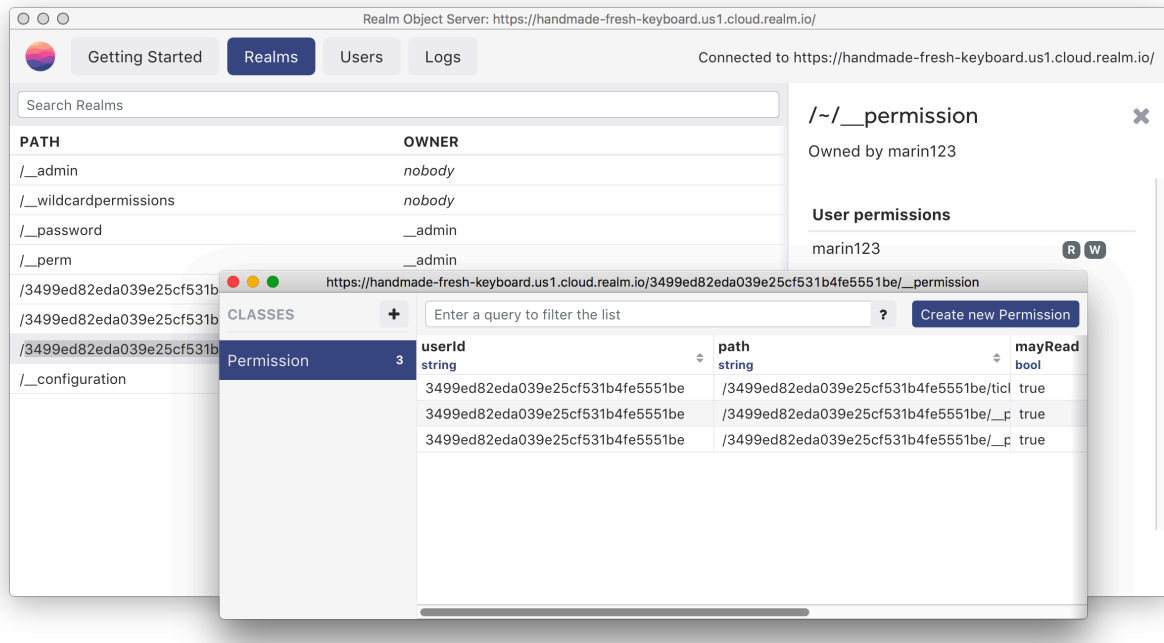 Realm Object Server: https://handmade-fresh-keyboard.us1.cloud.realm.io/
Getting Started
Realms
Users
Logs
Connected to https://handmade-fresh-keyboard.us1.cloud.realm.io/
Search Realms
PATH OWNER
/__admin nobody
/__wildcardpermissions nobody
/__password __admin
/__perm __admin
/3499ed82eda039e25cf531b
/3499ed82eda039e25cf531b
/3499ed82eda039e25cf531b
/__configuration
/~/__permission
Owned by marin123
User permissions
marin123 R W
https://handmade-fresh-keyboard.us1.cloud.realm.io/3499ed82eda039e25cf531b4fe5551be/__permission
CLASSES +
Permission 3
Enter a query to filter the list ?
Create new Permission
userId path mayRead
string string bool
3499ed82eda039e25cf531b4fe5551be /3499ed82eda039e25cf531b4fe5551be/ticl true
3499ed82eda039e25cf531b4fe5551be /3499ed82eda039e25cf531b4fe5551be/__p true
3499ed82eda039e25cf531b4fe5551be /3499ed82eda039e25cf531b4fe5551be/__p true